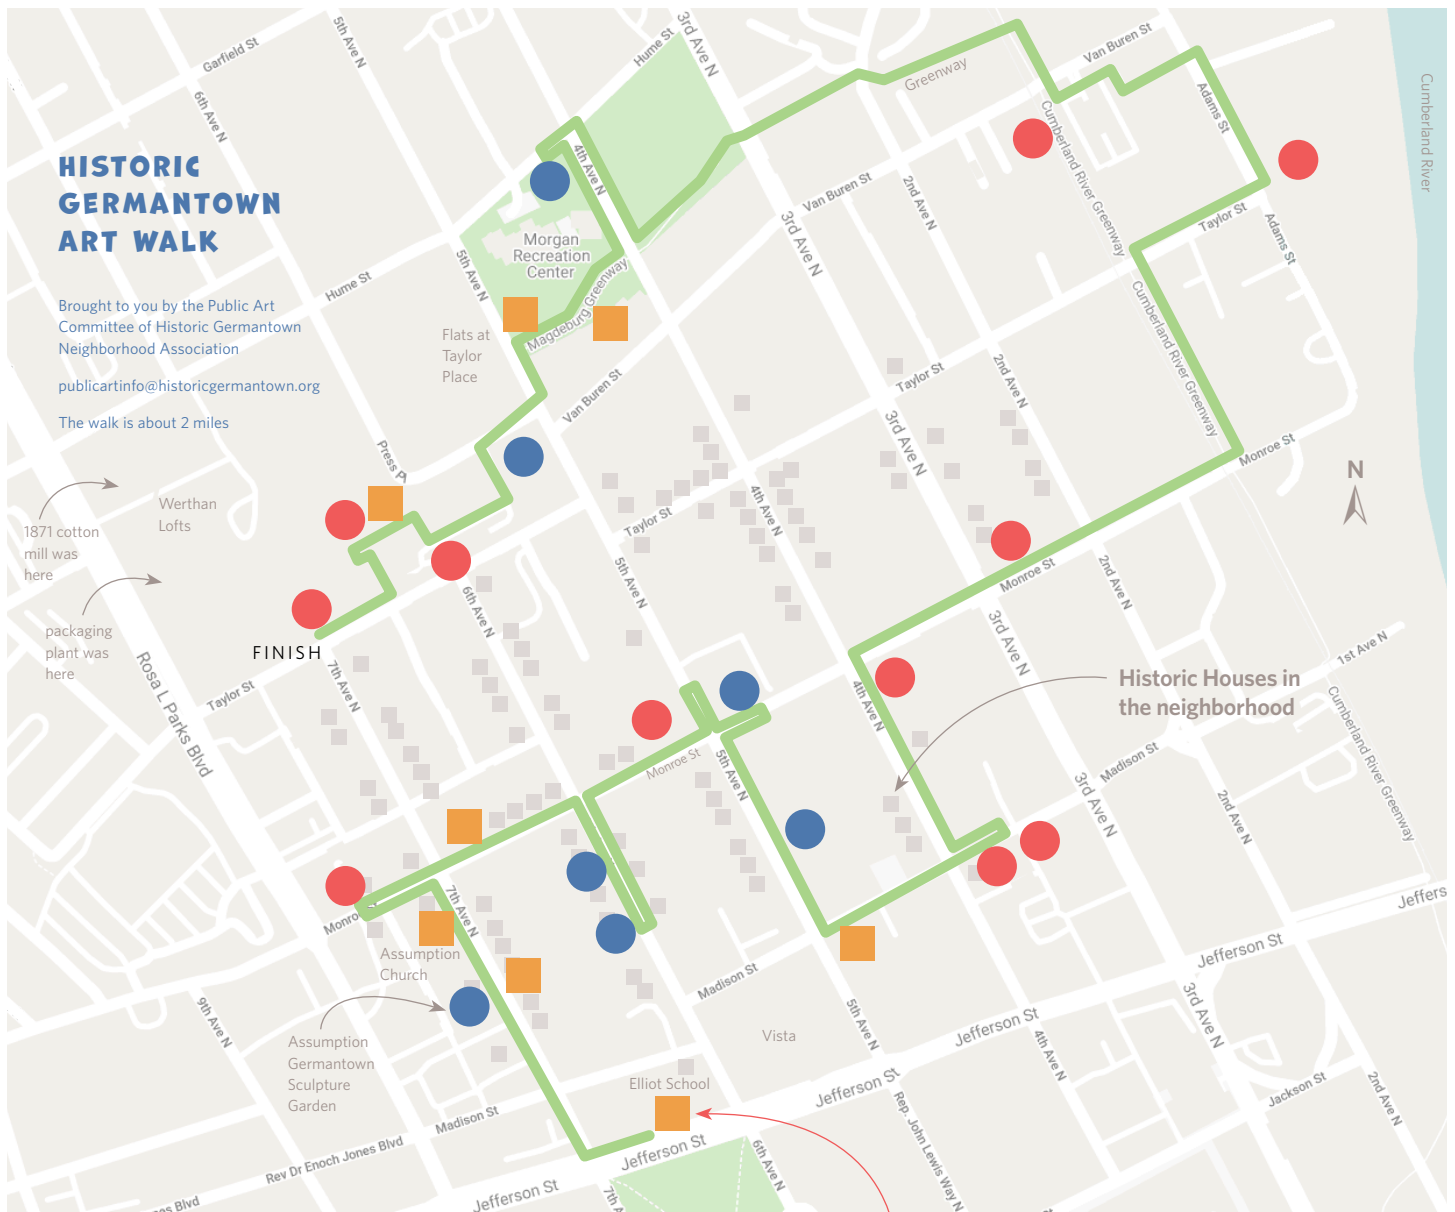 HISTORIC
GERMANTOWN
ART WALK
Brought to you by the Public Art
Committee of Historic Germantown
Neighborhood Association
publicartinfo@historicgermantown.org
The walk is about 2 miles
Garfield St
5th Ave N
6th Ave N
Hume St
3rd Ave N
4th Ave N
Greenway
Van Buren St
Adams St
Cumberland River
Cumberland River Greenway
Morgan
Recreation
Center
5th Ave N
Hume St
Magdeburg Greenway
Van Buren St
2nd Ave N
3rd Ave N
Taylor St
Adams St
Cumberland River Greenway
Flats at
Taylor
Place
Van Buren St
Taylor St
2nd Ave N
3rd Ave N
Monroe St
N
Press Pl
Werthan
Lofts
1871 cotton
mill was
here
packaging
plant was
here
FINISH
Taylor St
4th Ave N
5th Ave N
6th Ave N
7th Ave N
Taylor St
Rosa L Parks Blvd
Monroe St
2nd Ave N
3rd Ave N
1st Ave N
Historic Houses in
the neighborhood
Cumberland River Greenway
4th Ave N
Monroe St
5th Ave N
Madison St
3rd Ave N
2nd Ave N
Monro
7th Ave N
Assumption
Church
Assumption
Germantown
Sculpture
Garden
9th Ave N
Madison St
Vista
5th Ave N
Jefferson St
Jefferson St
Jeffers
3rd Ave N
4th Ave N
Jackson St
2nd Ave N
Elliot School
Jefferson St
Madison St
Rev Dr Enoch Jones Blvd
Jefferson St
6th Ave N
Rep. John Lewis Way N
Jefferson St
7th A
es Blvd